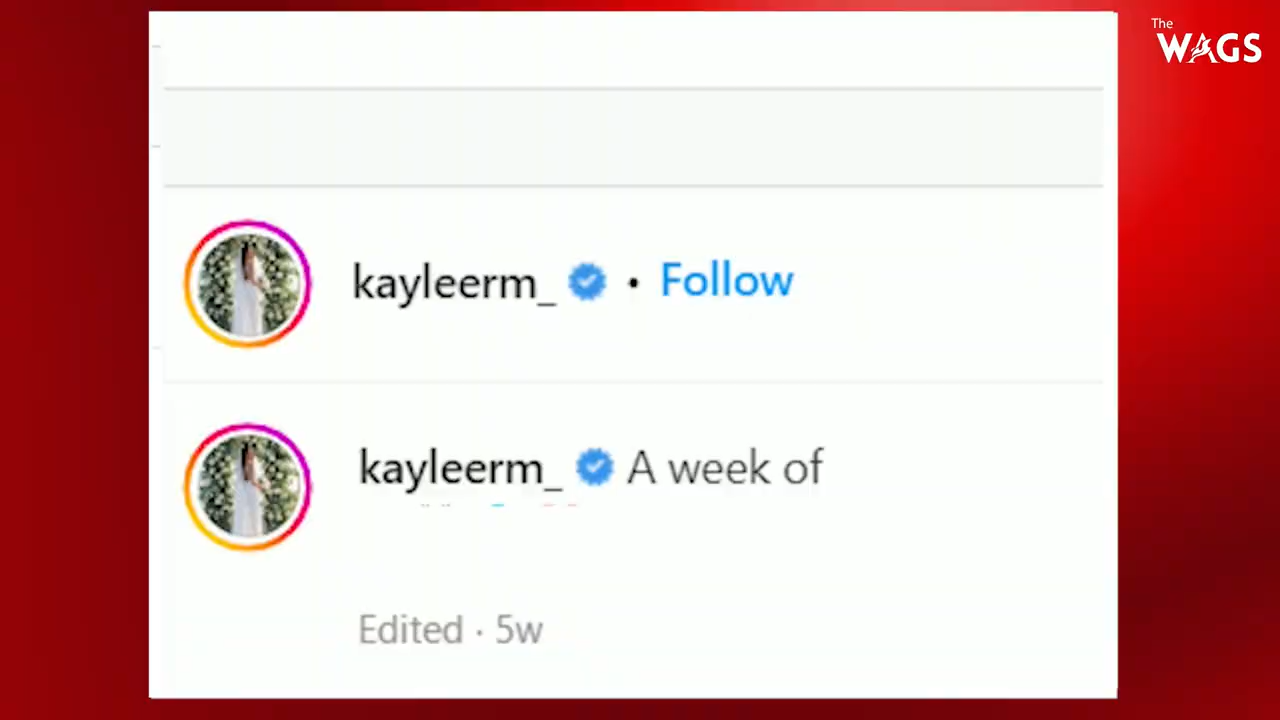 The
WAGS
kayleerm_ • Follow
kayleerm_ A week of
Edited · 5w